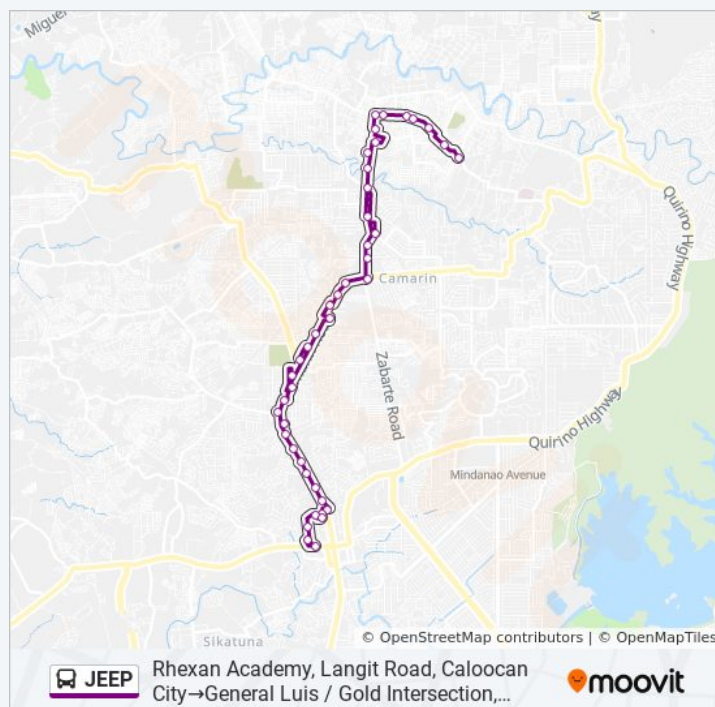 Miguel
Quirino Highway
Camarin
Zabarte Road
Quirino Highway
Mindanao Avenue
Sikatuna
© OpenStreetMap contributors | © OpenMapTiles
JEEP
Rhexan Academy, Langit Road, Caloocan
City→General Luis / Gold Intersection,...
moovit